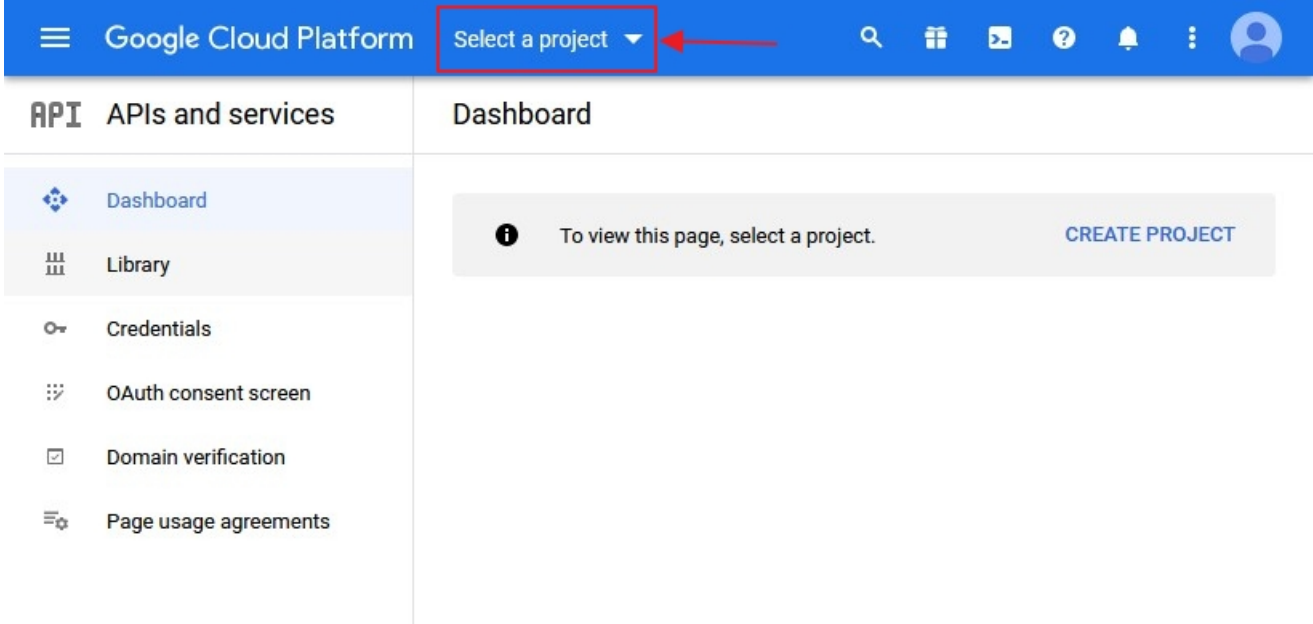 Google Cloud Platform Select a project
API APIs and services Dashboard
Dashboard
To view this page, select a project. CREATE PROJECT
Library
Credentials
OAuth consent screen
Domain verification
Page usage agreements